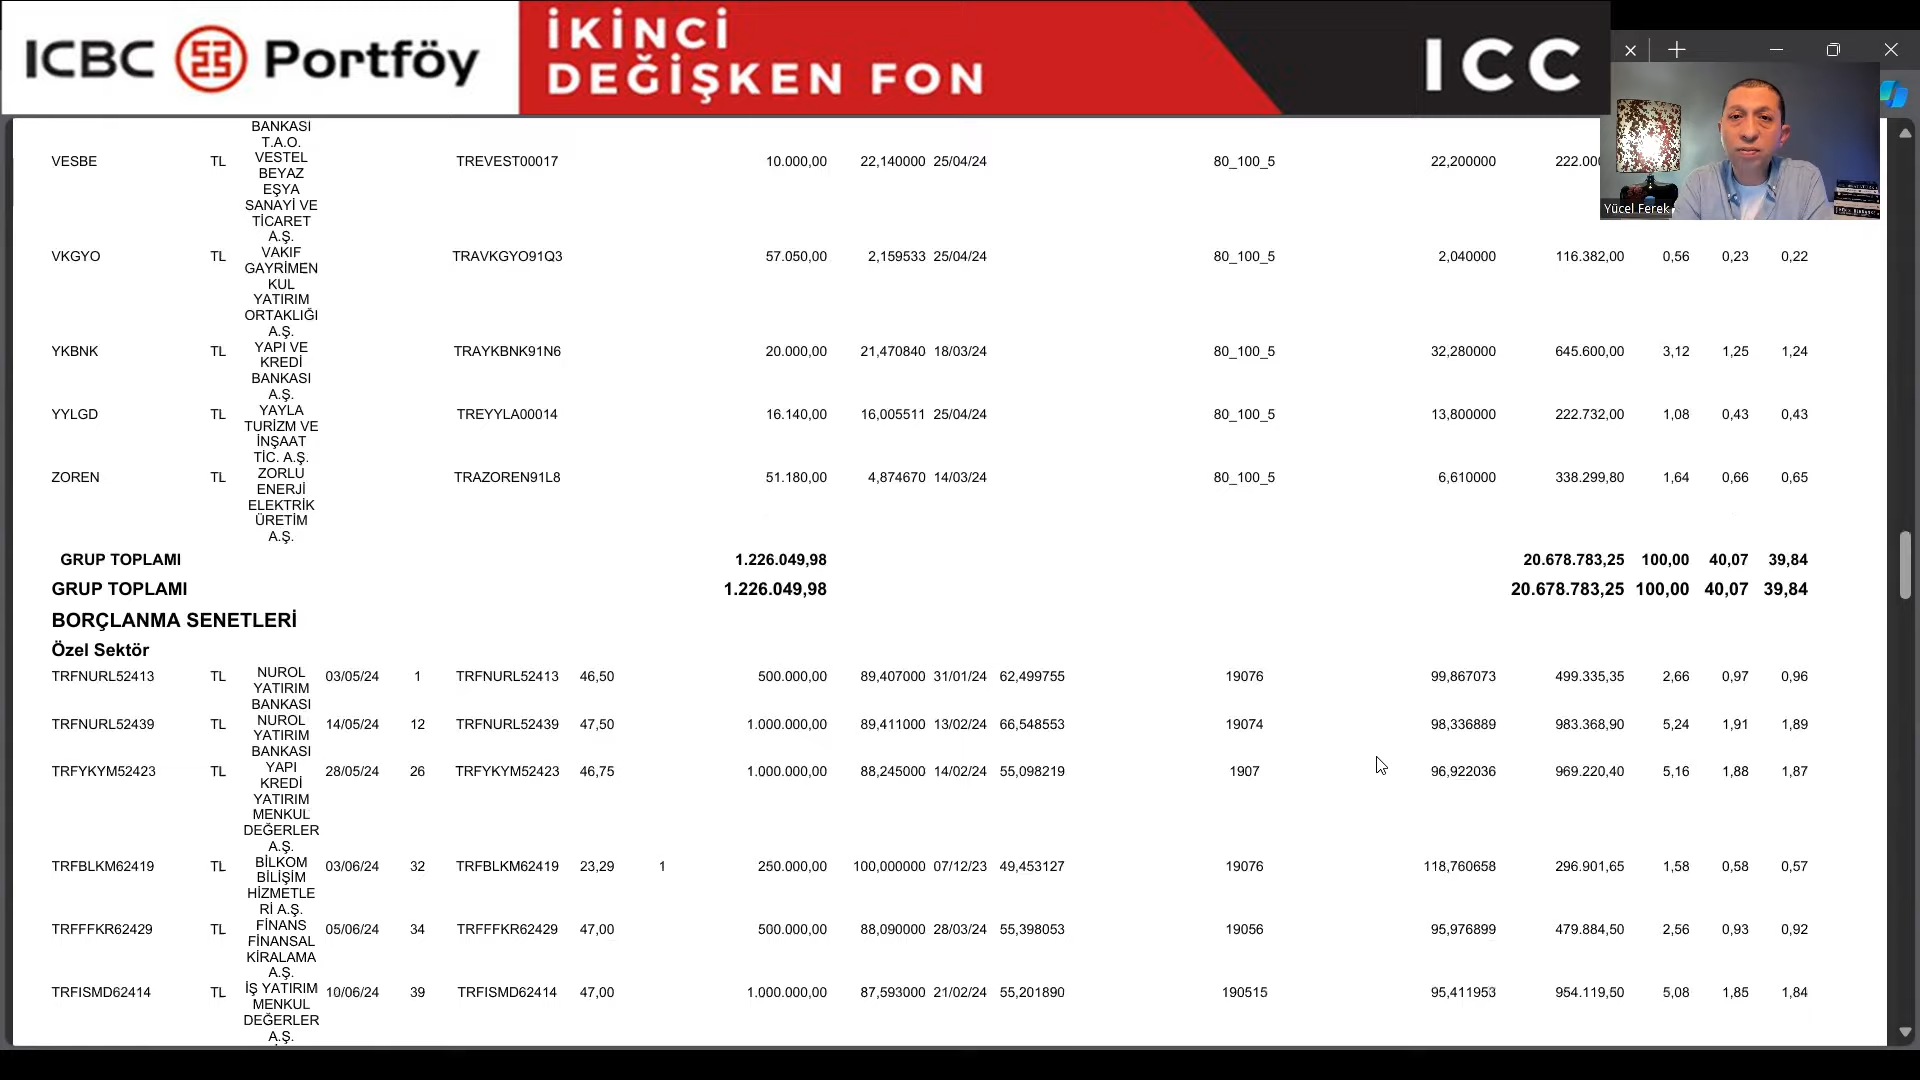 ICBC Portföy
İKİNCİ
DEĞİŞKEN FON
ICC
Yücel Ferek
BANKASI
T.A.O.
VESBE TL VESTEL BEYAZ EŞYA SANAYİ VE TİCARET A.Ş. TREVEST00017 10.000,00 22,140000 25/04/24 80_100_5 22,200000
VKGYO TL VAKIF GAYRİMEN KUL YATIRIM ORTAKLIĞI A.Ş. TRAVKGYO91Q3 57.050,00 2,159533 25/04/24 80_100_5 2,040000 116.382,00 0,56 0,23 0,22
YKBNK TL YAPI VE KREDİ BANKASI A.Ş. TRAYKBNK91N6 20.000,00 21,470840 18/03/24 80_100_5 32,280000 645.600,00 3,12 1,25 1,24
YYLGD TL YAYLA TURİZM VE İNŞAAT TİC. A.Ş. TREYYLA00014 16.140,00 16,005511 25/04/24 80_100_5 13,800000 222.732,00 1,08 0,43 0,43
ZOREN TL ZORLU ENERJİ ELEKTRİK ÜRETİM A.Ş. TRAZOREN91L8 51.180,00 4,874670 14/03/24 80_100_5 6,610000 338.299,80 1,64 0,66 0,65
GRUP TOPLAMI 1.226.049,98 20.678.783,25 100,00 40,07 39,84
GRUP TOPLAMI 1.226.049,98 20.678.783,25 100,00 40,07 39,84
BORÇLANMA SENETLERİ
Özel Sektör
TRFNURL52413 TL NUROL YATIRIM BANKASI 03/05/24 1 TRFNURL52413 46,50 500.000,00 89,407000 31/01/24 62,499755 19076 99,867073 499.335,35 2,66 0,97 0,96
TRFNURL52439 TL NUROL YATIRIM BANKASI 14/05/24 12 TRFNURL52439 47,50 1.000.000,00 89,411000 13/02/24 66,548553 19074 98,336889 983.368,90 5,24 1,91 1,89
TRFYKYM52423 TL YAPI KREDİ YATIRIM MENKUL DEĞERLER A.Ş. 28/05/24 26 TRFYKYM52423 46,75 1.000.000,00 88,245000 14/02/24 55,098219 1907 96,922036 969.220,40 5,16 1,88 1,87
TRFBLKM62419 TL BİLKOM BİLİŞİM HİZMETLE Rİ A.Ş. 03/06/24 32 TRFBLKM62419 23,29 1 250.000,00 100,000000 07/12/23 49,453127 19076 118,760658 296.901,65 1,58 0,58 0,57
TRFFFKR62429 TL FİNANS FİNANSAL KİRALAMA A.Ş. 05/06/24 34 TRFFFKR62429 47,00 500.000,00 88,090000 28/03/24 55,398053 19056 95,976899 479.884,50 2,56 0,93 0,92
TRFISMD62414 TL İŞ YATIRIM MENKUL DEĞERLER A.Ş. 10/06/24 39 TRFISMD62414 47,00 1.000.000,00 87,593000 21/02/24 55,201890 190515 95,411953 954.119,50 5,08 1,85 1,84